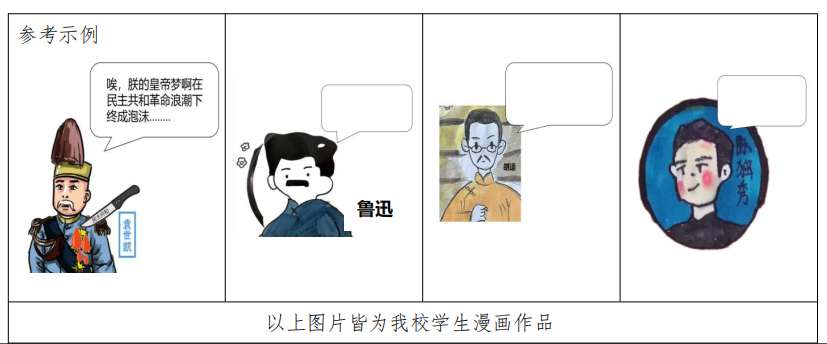 参考示例
唉，朕的皇帝梦啊在
民主共和革命浪潮下
终成泡沫........
袁世凯
鲁迅
胡适
陈独秀
以上图片皆为我校学生漫画作品